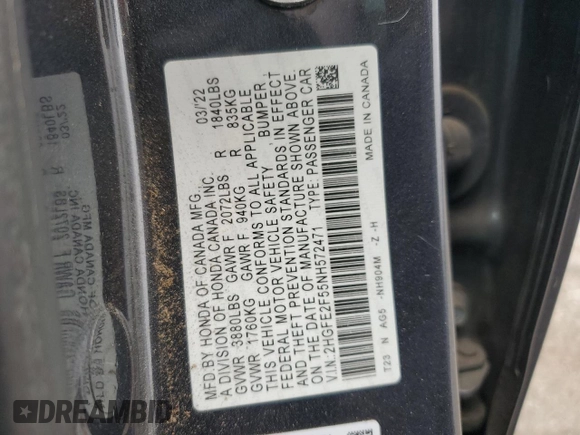 MFD.BY HONDA OF CANADA MFG. 03/'22
-A DIVISION OF HONDA CANADA INC.
GVWR 3880LBS GAWR F 2072LBS R 1840LBS
GVWR 1760KG GAWR F 940KG R 835KG
THIS VEHICLE CONFORMS TO ALL APPLICABLE
FEDERAL MOTOR VEHICLE SAFETY BUMPER
AND THEFT PREVENTION STANDARDS IN EFFECT
ON THE DATE OF MANUFACTURE SHOWN ABOVE.
V.I.N:2HGFE2F55NH572471 TYPE: PASSENGER CAR
T23 N AG5 -NH904M -Z -H MADE IN CANADA
DREAMBID